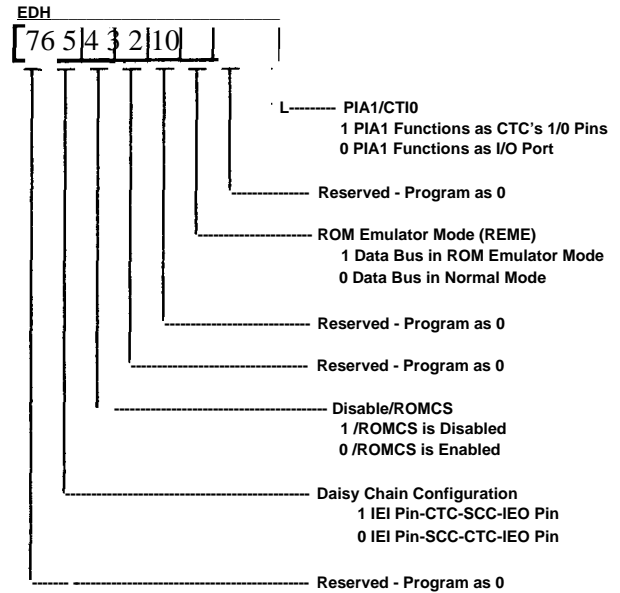 EDH
76 5 4 3 2 10
L--------- PIA1/CTI0
1 PIA1 Functions as CTC's 1/0 Pins
0 PIA1 Functions as I/O Port
Reserved - Program as 0
ROM Emulator Mode (REME)
1 Data Bus in ROM Emulator Mode
0 Data Bus in Normal Mode
Reserved - Program as 0
Reserved - Program as 0
Disable/ROMCS
1 /ROMCS is Disabled
0 /ROMCS is Enabled
Daisy Chain Configuration
1 IEI Pin-CTC-SCC-IEO Pin
0 IEI Pin-SCC-CTC-IEO Pin
Reserved - Program as 0